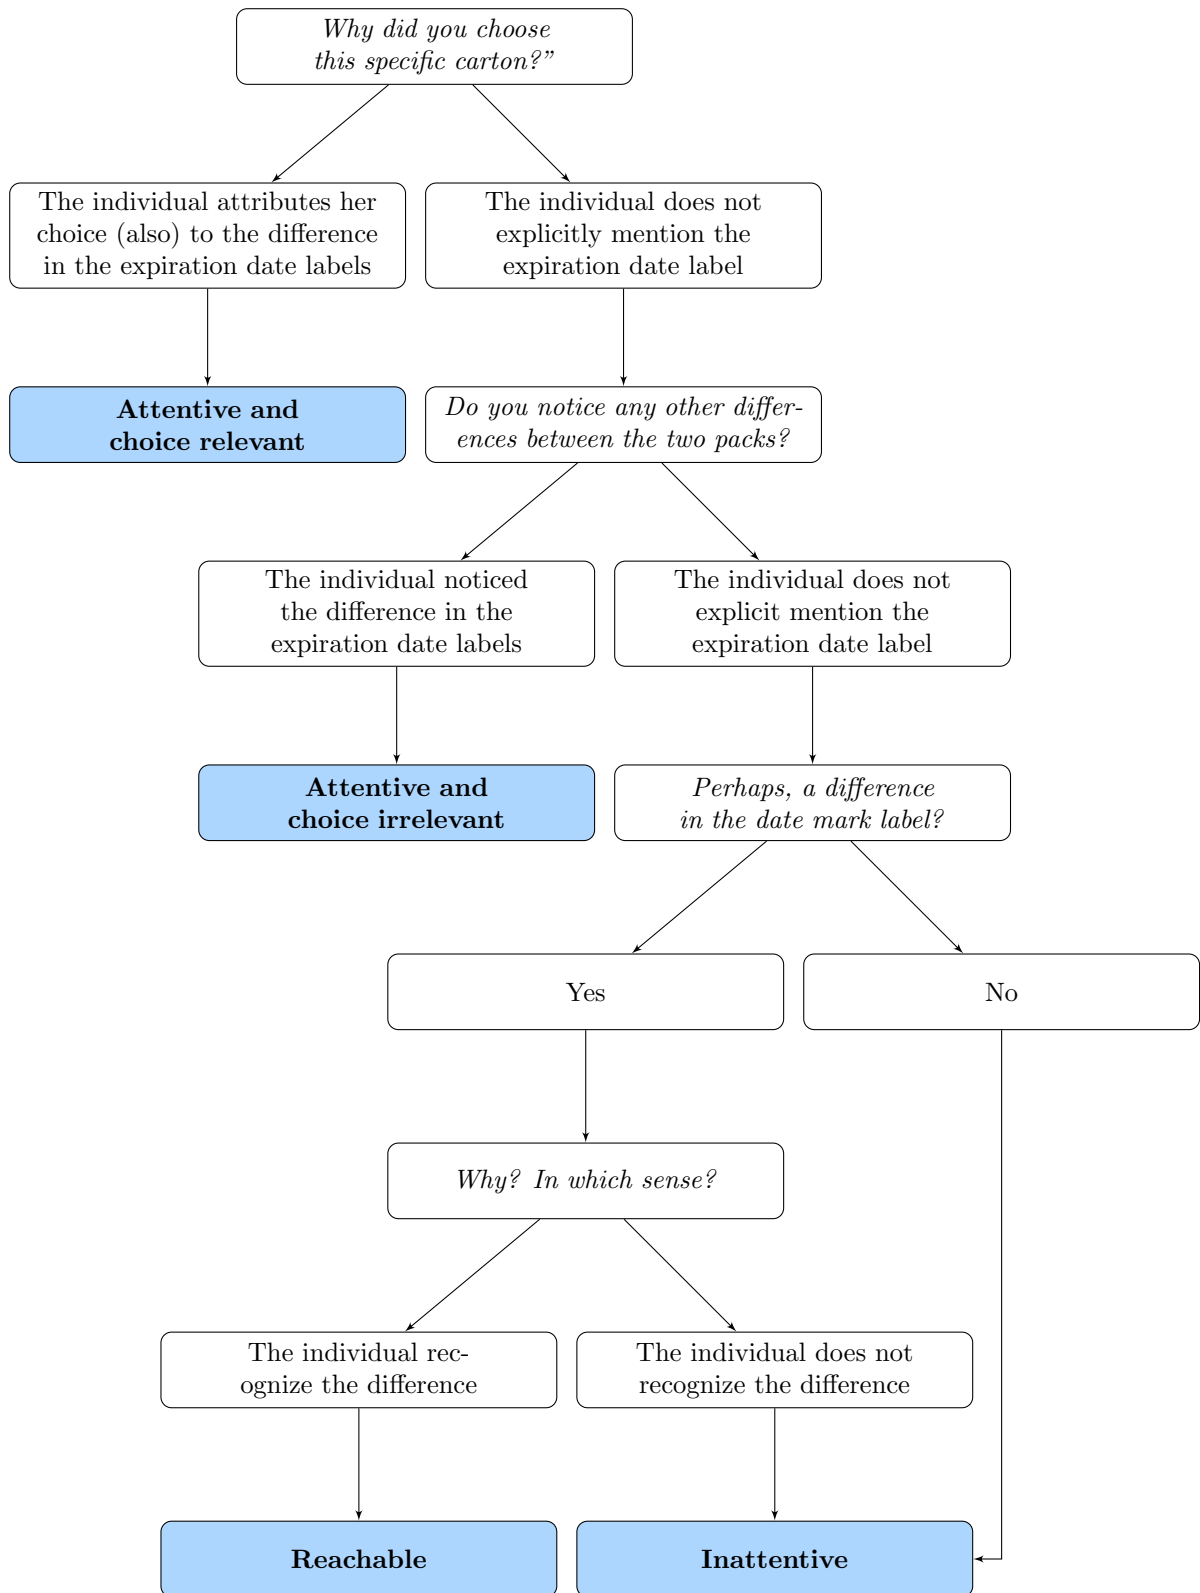 Why did you choose
this specific carton?”
The individual attributes her
choice (also) to the difference
in the expiration date labels
The individual does not
explicitly mention the
expiration date label
Attentive and
choice relevant
Do you notice any other differ-
ences between the two packs?
The individual noticed
the difference in the
expiration date labels
The individual does not
explicit mention the
expiration date label
Attentive and
choice irrelevant
Perhaps, a difference
in the date mark label?
Yes
No
Why? In which sense?
The individual rec-
ognize the difference
The individual does not
recognize the difference
Reachable
Inattentive